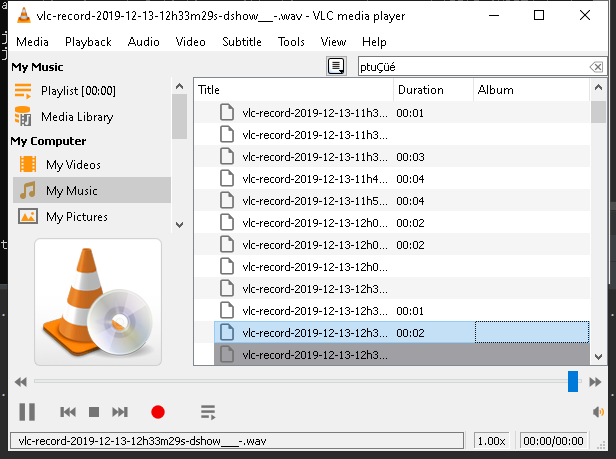 vlc-record-2019-12-13-12h33m29s-dshow___-.wav - VLC media player
Media Playback Audio Video Subtitle Tools View Help
My Music
ptuÇüé
Playlist [00:00]
Media Library
My Computer
My Videos
My Music
My Pictures
Title Duration Album
vlc-record-2019-12-13-11h3... 00:01
vlc-record-2019-12-13-11h3...
vlc-record-2019-12-13-11h3... 00:03
vlc-record-2019-12-13-11h4... 00:04
vlc-record-2019-12-13-11h5... 00:04
vlc-record-2019-12-13-12h0... 00:02
vlc-record-2019-12-13-12h0... 00:02
vlc-record-2019-12-13-12h0...
vlc-record-2019-12-13-12h3...
vlc-record-2019-12-13-12h3... 00:01
vlc-record-2019-12-13-12h3... 00:02
vlc-record-2019-12-13-12h3...
vlc-record-2019-12-13-12h33m29s-dshow___-.wav
1.00x
00:00/00:00